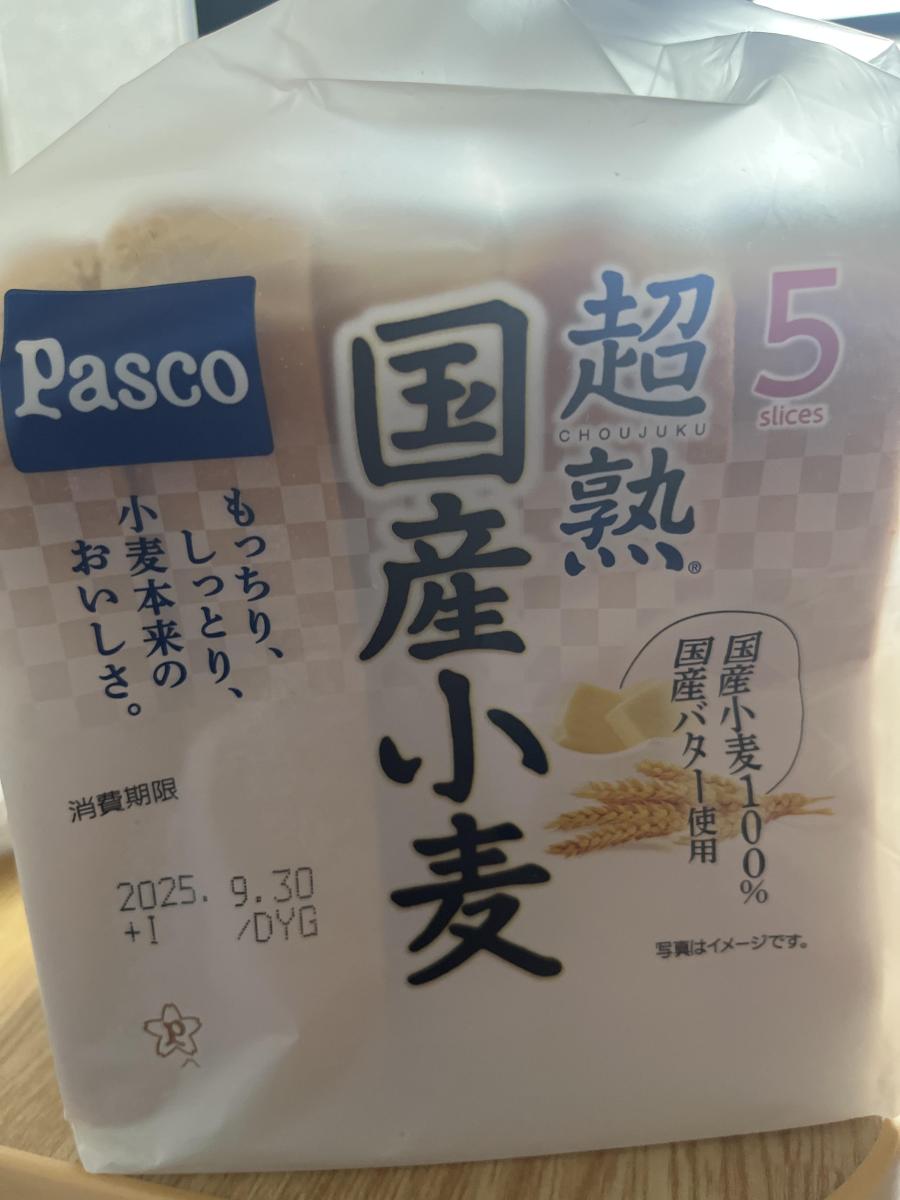 Pasco
超熟
CHOUJUKU
®
国産小麦
5
slices
もっちり、
しっとり、
小麦本来の
おいしさ。
国産小麦100%
国産バター使用
写真はイメージです。
消費期限
2025. 9.30
+I /DYG
P